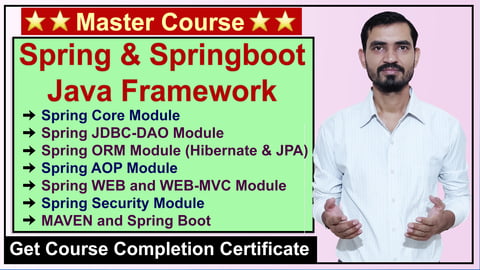 Master Course
Spring & Springboot
Java Framework
➔ Spring Core Module
➔ Spring JDBC-DAO Module
➔ Spring ORM Module (Hibernate & JPA)
➔ Spring AOP Module
➔ Spring WEB and WEB-MVC Module
➔ Spring Security Module
➔ MAVEN and Spring Boot
Get Course Completion Certificate